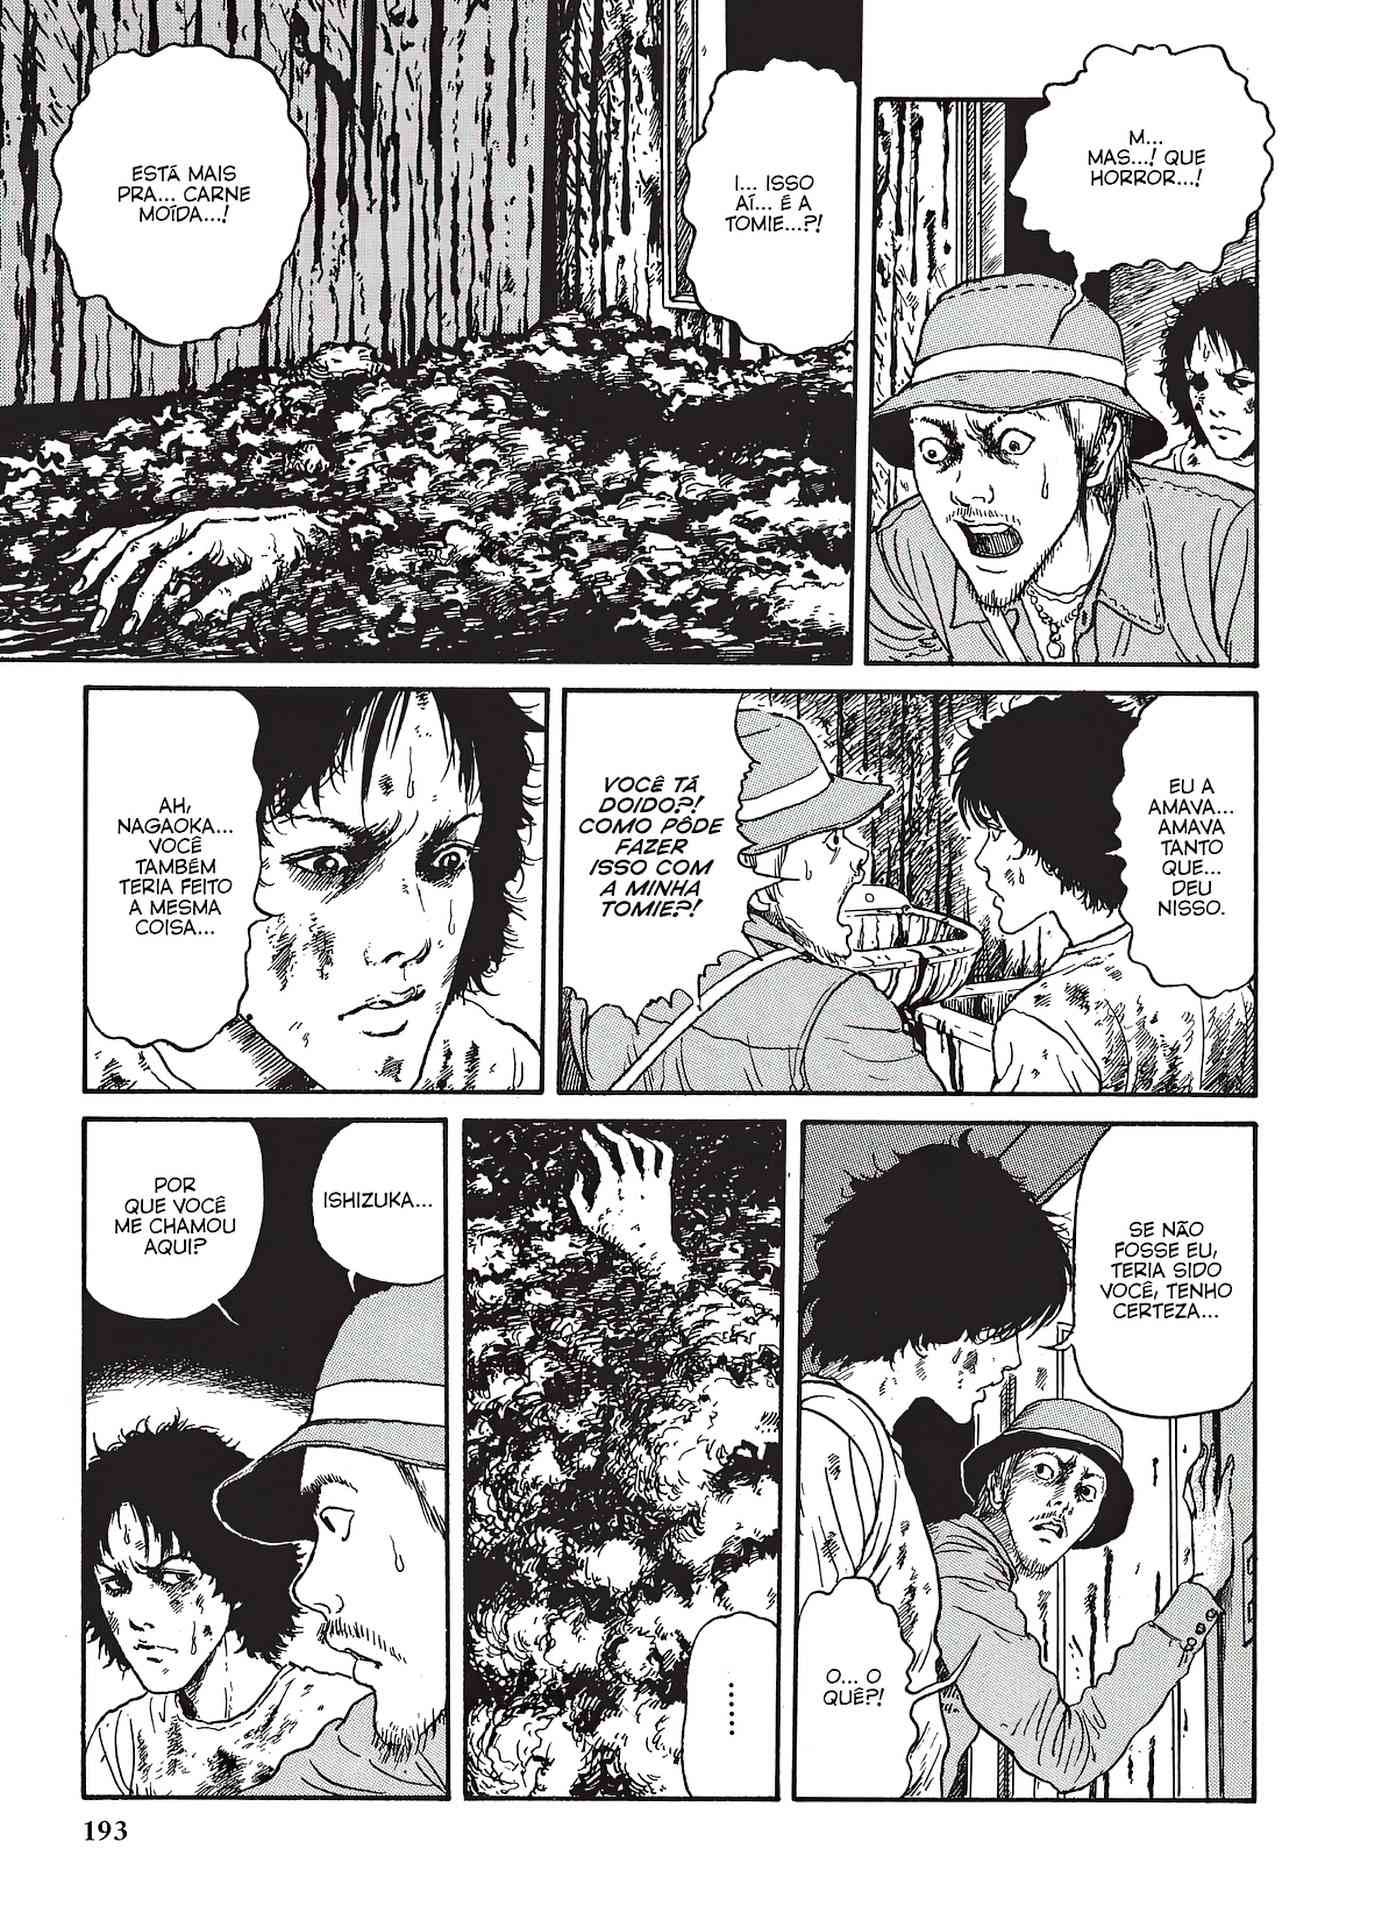 M...
MAS...! QUE
HORROR...!
I... ISSO
AÍ... É A
TOMIE...?!
ESTÁ MAIS
PRA... CARNE
MOÍDA...!
EU A
AMAVA...
AMAVA
TANTO
QUE...
DEU
NISSO.
VOCÊ TÁ
DOIDO?!
COMO PÔDE
FAZER
ISSO COM
A MINHA
TOMIE?!
AH,
NAGAOKA...
VOCÊ
TAMBÉM
TERIA FEITO
A MESMA
COISA...
SE NÃO
FOSSE EU,
TERIA SIDO
VOCÊ, TENHO
CERTEZA...
O... O
QUÊ?!
......
ISHIZUKA...
POR
QUE VOCÊ
ME CHAMOU
AQUI?
193